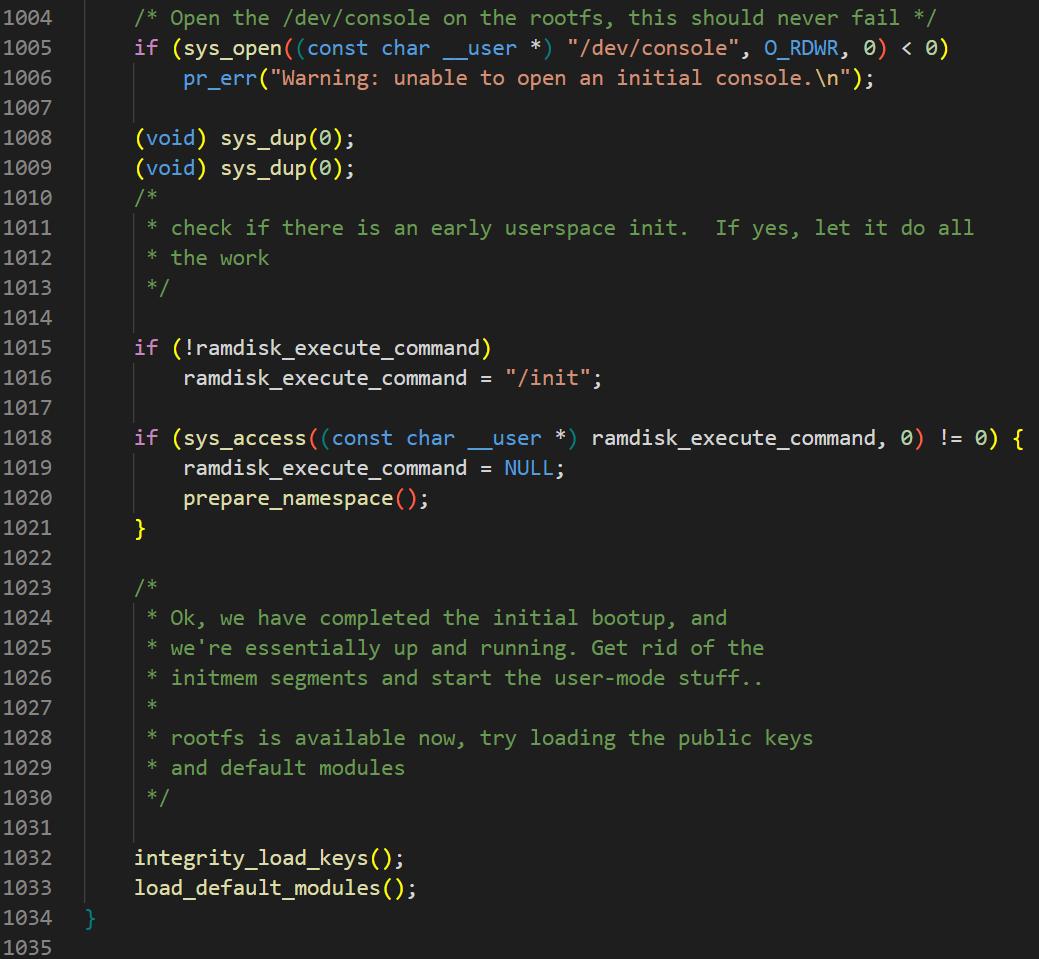 1004 /* Open the /dev/console on the rootfs, this should never fail */
1005 if (sys_open((const char __user *) "/dev/console", O_RDWR, 0) < 0)
1006 pr_err("Warning: unable to open an initial console.\n");
1007
1008 (void) sys_dup(0);
1009 (void) sys_dup(0);
1010 /*
1011 * check if there is an early userspace init.  If yes, let it do all
1012 * the work
1013 */
1014
1015 if (!ramdisk_execute_command)
1016 ramdisk_execute_command = "/init";
1017
1018 if (sys_access((const char __user *) ramdisk_execute_command, 0) != 0) {
1019 ramdisk_execute_command = NULL;
1020 prepare_namespace();
1021 }
1022
1023 /*
1024 * Ok, we have completed the initial bootup, and
1025 * we're essentially up and running. Get rid of the
1026 * initmem segments and start the user-mode stuff..
1027 *
1028 * rootfs is available now, try loading the public keys
1029 * and default modules
1030 */
1031
1032 integrity_load_keys();
1033 load_default_modules();
1034 }
1035